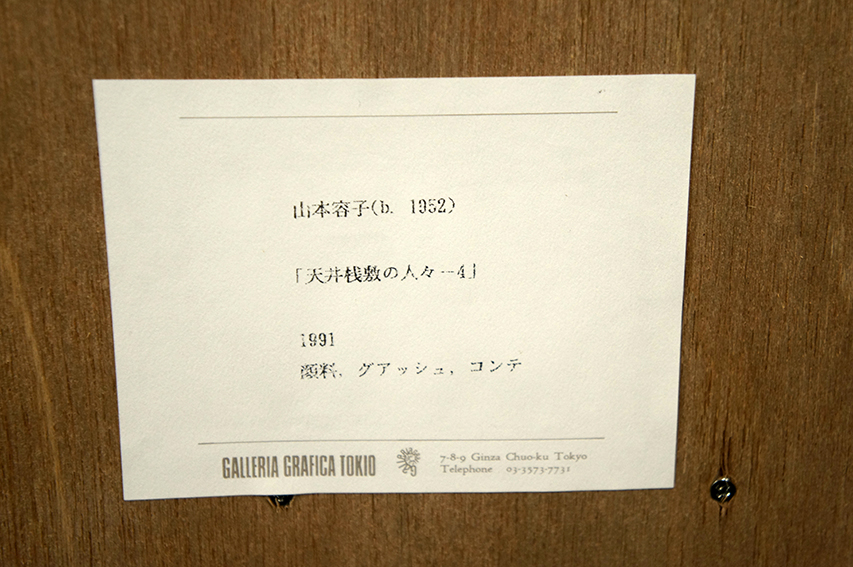 山本容子(b. 1952)
「天井桟敷の人々-4」
1991
顔料, グアッシュ, コンテ
GALLERIA GRAFICA TOKIO
7-8-9 Ginza Chuo-ku Tokyo
Telephone 03-3573-7731